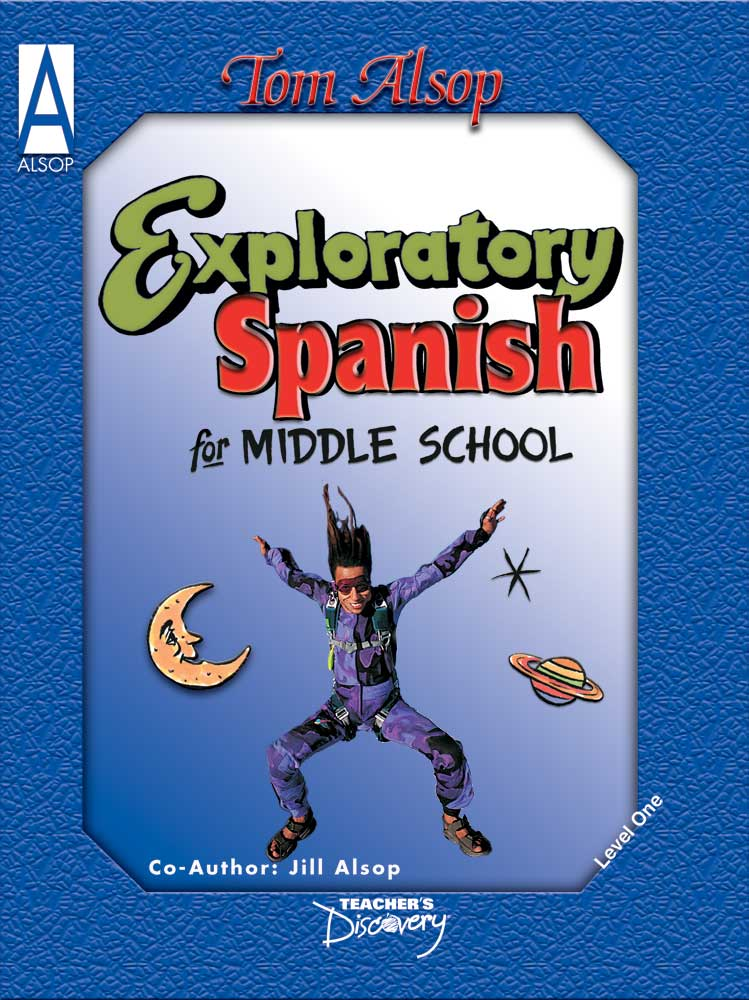 Tom Alsop
A
ALSOP
Exploratory
Spanish
for MIDDLE SCHOOL
Level One
Co-Author: Jill Alsop
TEACHER'S
Discovery